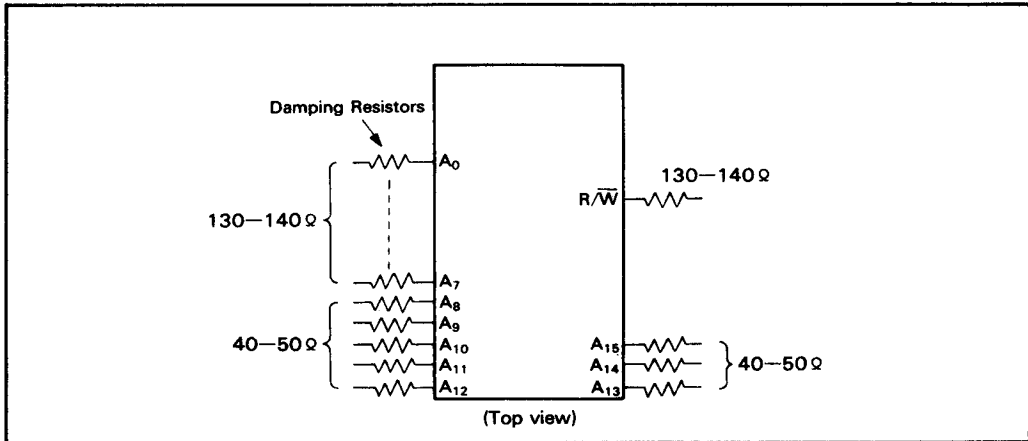 Damping Resistors
A₀
130—140Ω
R/W̅
130—140Ω
A₇
A₈
A₉
40—50Ω
A₁₀
A₁₁
A₁₂
A₁₅
A₁₄
A₁₃
40—50Ω
(Top view)